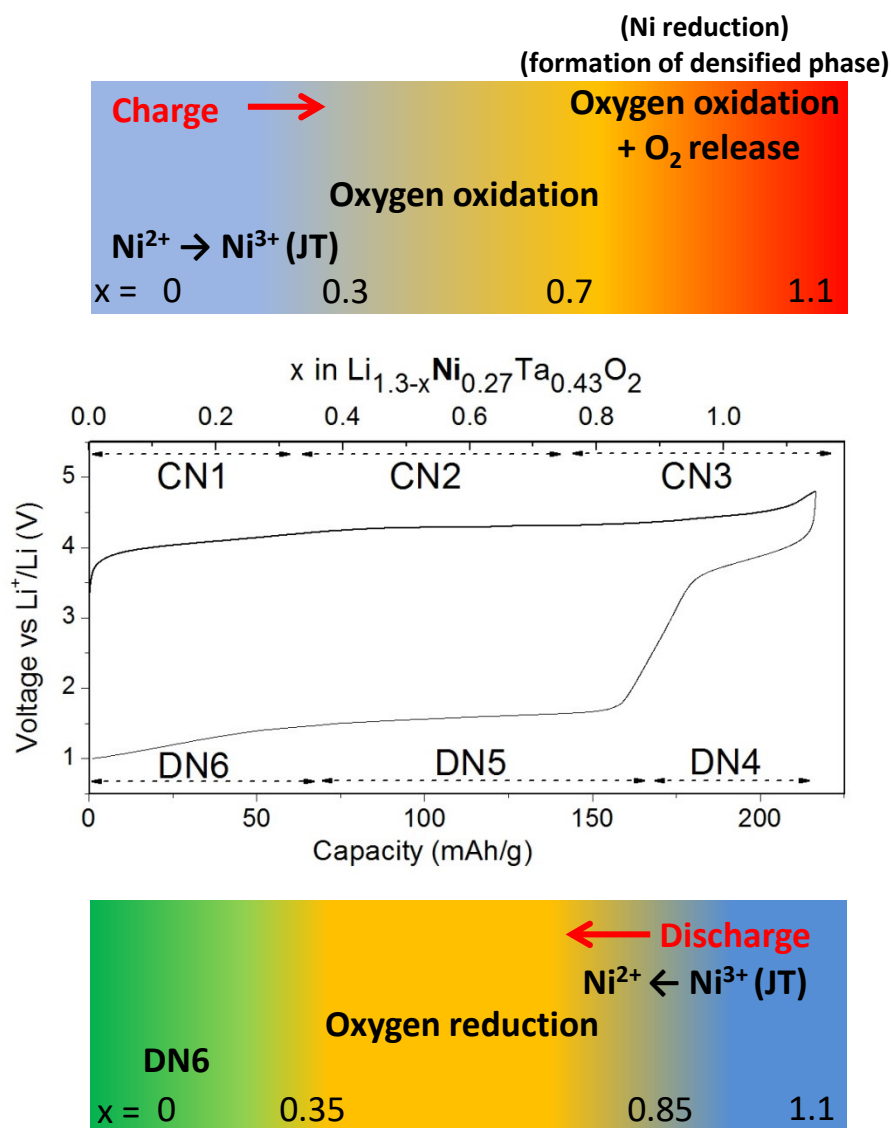 (Ni reduction)
(formation of densified phase)
Charge → Oxygen oxidation
+ O₂ release
Oxygen oxidation
Ni²⁺ → Ni³⁺ (JT)
x = 0 0.3 0.7 1.1
x in Li₁.₃₋ₓNi₀.₂₇Ta₀.₄₃O₂
0.0 0.2 0.4 0.6 0.8 1.0
CN1 CN2 CN3
5
4
3
2
1
Voltage vs Li⁺/Li (V)
DN6 DN5 DN4
0 50 100 150 200
Capacity (mAh/g)
← Discharge
Ni²⁺ ← Ni³⁺ (JT)
Oxygen reduction
DN6
x = 0 0.35 0.85 1.1